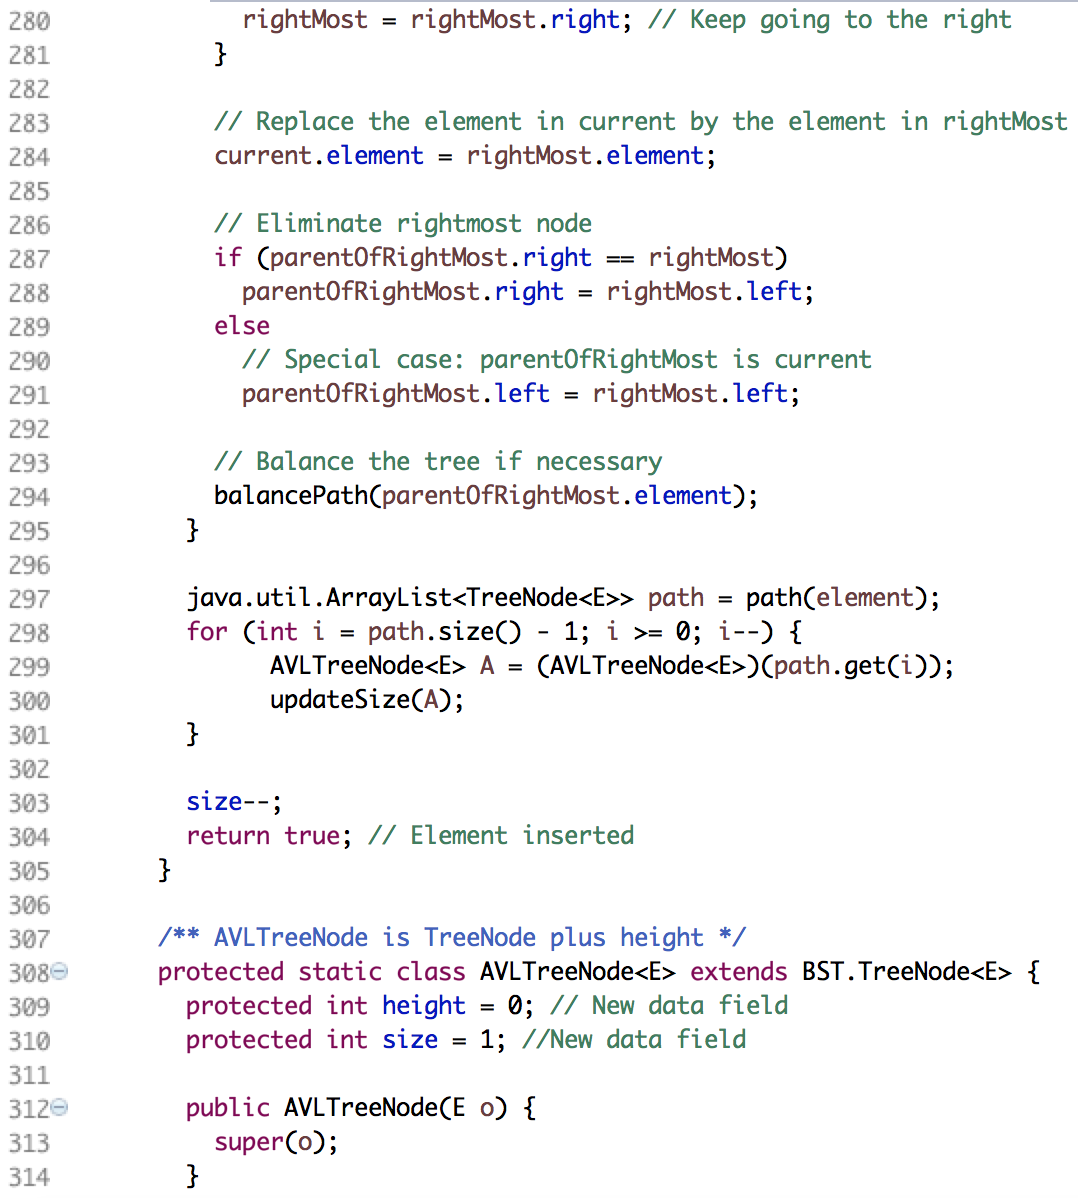 280 rightMost = rightMost.right; // Keep going to the right
281 }
282
283 // Replace the element in current by the element in rightMost
284 current.element = rightMost.element;
285
286 // Eliminate rightmost node
287 if (parentOfRightMost.right == rightMost)
288 parentOfRightMost.right = rightMost.left;
289 else
290 // Special case: parentOfRightMost is current
291 parentOfRightMost.left = rightMost.left;
292
293 // Balance the tree if necessary
294 balancePath(parentOfRightMost.element);
295 }
296
297 java.util.ArrayList<TreeNode<E>> path = path(element);
298 for (int i = path.size() - 1; i >= 0; i--) {
299 AVLTreeNode<E> A = (AVLTreeNode<E>)(path.get(i));
300 updateSize(A);
301 }
302
303 size--;
304 return true; // Element inserted
305 }
306
307 /** AVLTreeNode is TreeNode plus height */
308 protected static class AVLTreeNode<E> extends BST.TreeNode<E> {
309 protected int height = 0; // New data field
310 protected int size = 1; //New data field
311
312 public AVLTreeNode(E o) {
313 super(o);
314 }